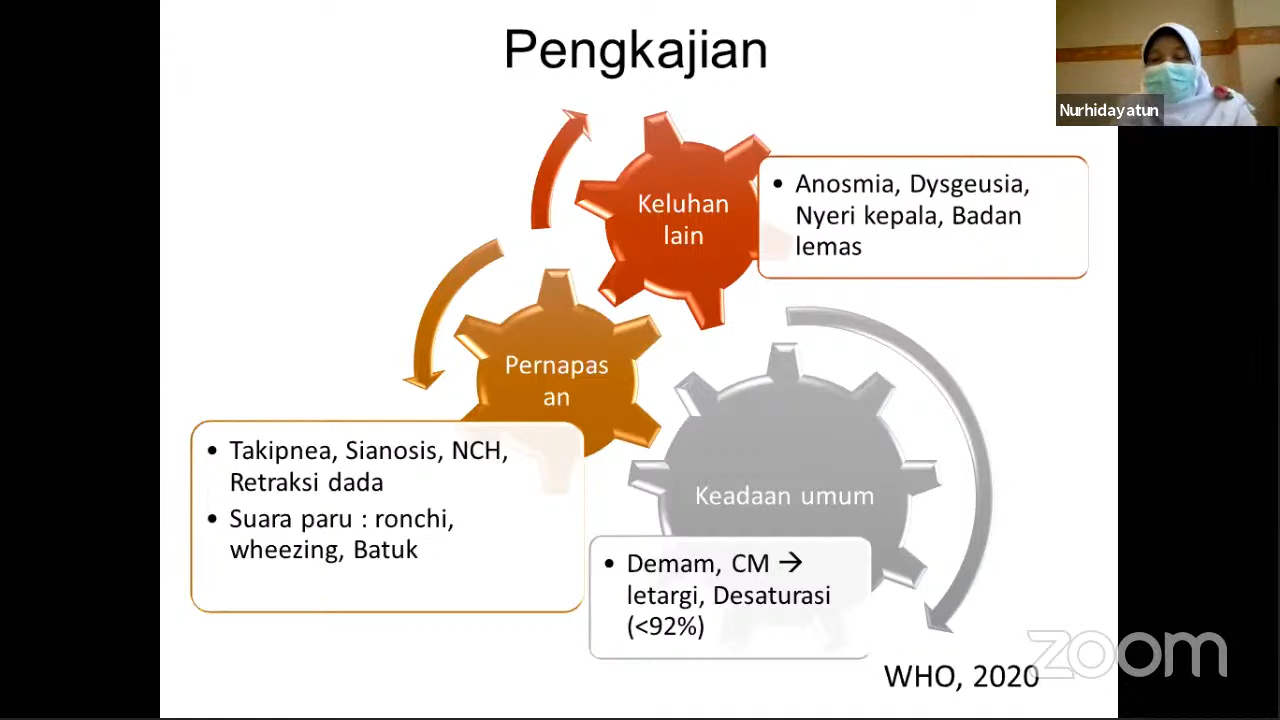 Pengkajian
Nurhidayatun
Keluhan
lain
• Anosmia, Dysgeusia,
Nyeri kepala, Badan
lemas
Pernapas
an
• Takipnea, Sianosis, NCH,
Retraksi dada
• Suara paru : ronchi,
wheezing, Batuk
Keadaan umum
• Demam, CM →
letargi, Desaturasi
(<92%)
WHO, 2020
zoom